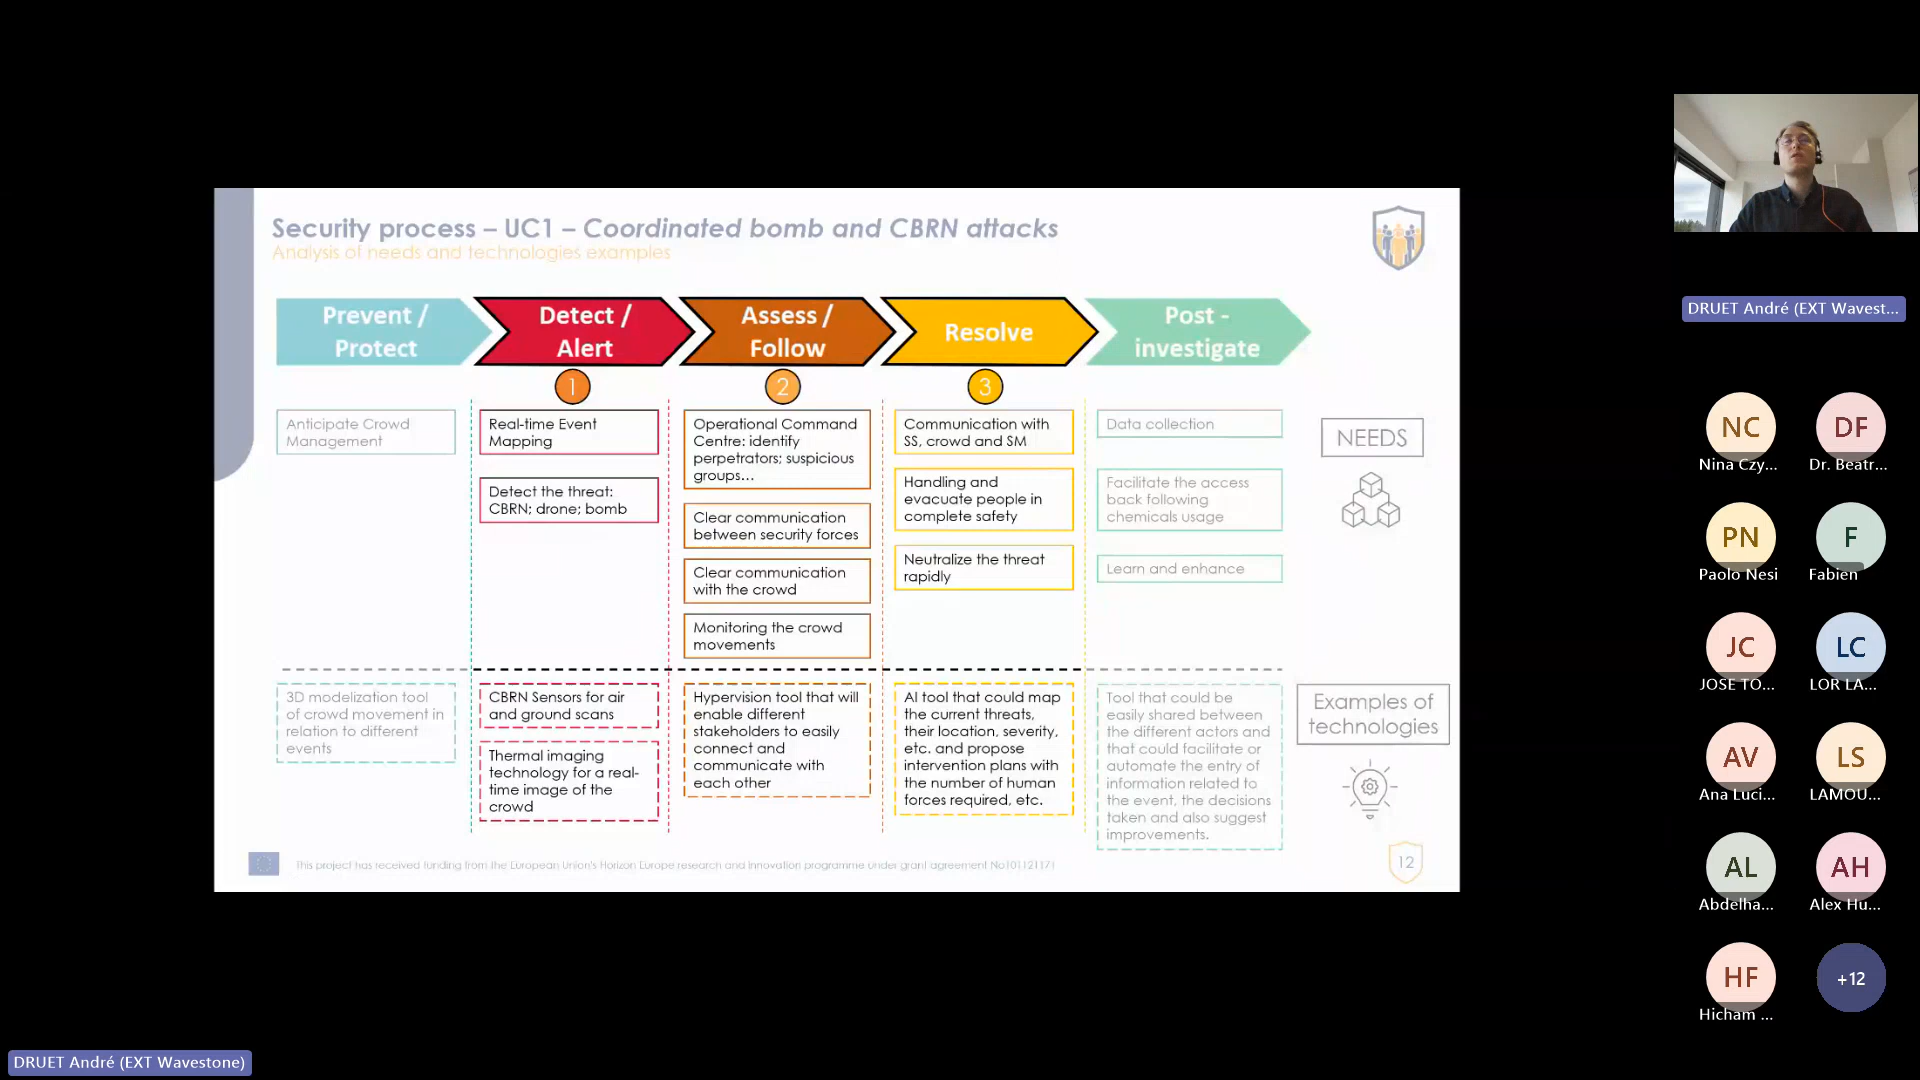 Security process – UC1 – Coordinated bomb and CBRN attacks
Analysis of needs and technologies examples
Prevent /
Protect
Detect /
Alert
Assess /
Follow
Resolve
Post -
investigate
1
2
3
Anticipate Crowd
Management
Real-time Event
Mapping
Detect the threat:
CBRN; drone; bomb
Operational Command
Centre: identify
perpetrators; suspicious
groups...
Clear communication
between security forces
Clear communication
with the crowd
Monitoring the crowd
movements
Communication with
SS, crowd and SM
Handling and
evacuate people in
complete safety
Neutralize the threat
rapidly
Data collection
Facilitate the access
back following
chemicals usage
Learn and enhance
NEEDS
3D modelization tool
of crowd movement in
relation to different
events
CBRN Sensors for air
and ground scans
Thermal imaging
technology for a real-
time image of the
crowd
Hypervision tool that will
enable different
stakeholders to easily
connect and
communicate with
each other
AI tool that could map
the current threats,
their location, severity,
etc. and propose
intervention plans with
the number of human
forces required, etc.
Tool that could be
easily shared between
the different actors and
that could facilitate or
automate the entry of
information related to
the event, the decisions
taken and also suggest
improvements.
Examples of
technologies
This project has received funding from the European Union's Horizon Europe research and innovation programme under grant agreement No101121171
12
DRUET André (EXT Wavest...
NC
Nina Czy...
DF
Dr. Beatr...
PN
Paolo Nesi
F
Fabien
JC
JOSE TO...
LC
LOR LA...
AV
Ana Luci...
LS
LAMOU...
AL
Abdelha...
AH
Alex Hu...
HF
Hicham ...
+12
DRUET André (EXT Wavestone)